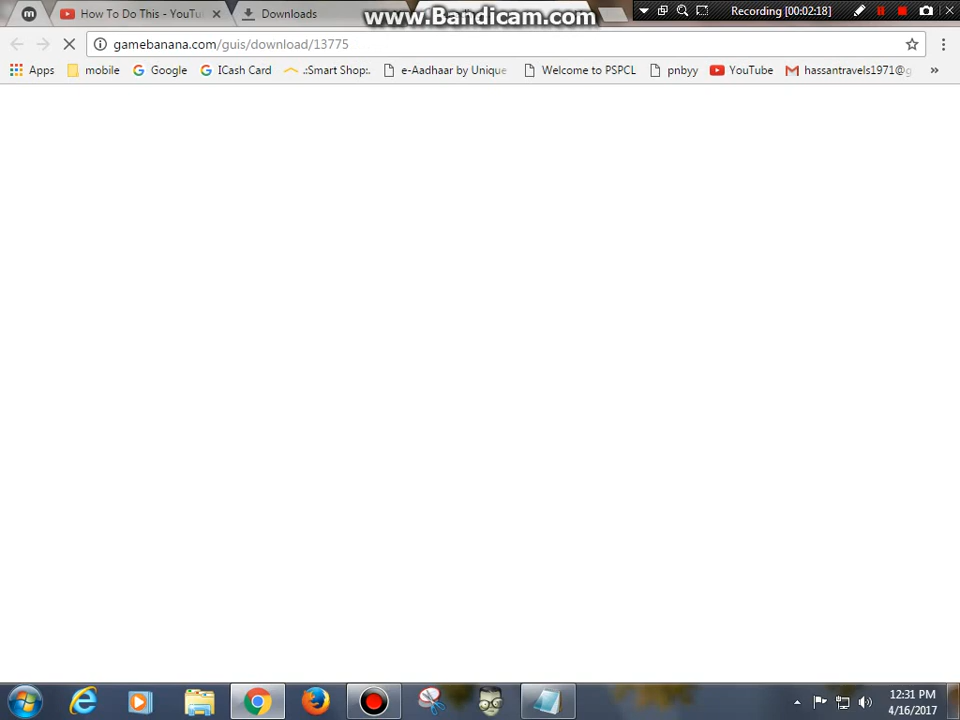 How To Do This - YouTu
Downloads
www.Bandicam.com
Recording [00:02:18]
gamebanana.com/guis/download/13775
Apps
mobile
Google
ICash Card
.:Smart Shop:.
e-Aadhaar by Unique
Welcome to PSPCL
pnbyy
YouTube
hassantravels1971@g
»
12:31 PM
4/16/2017